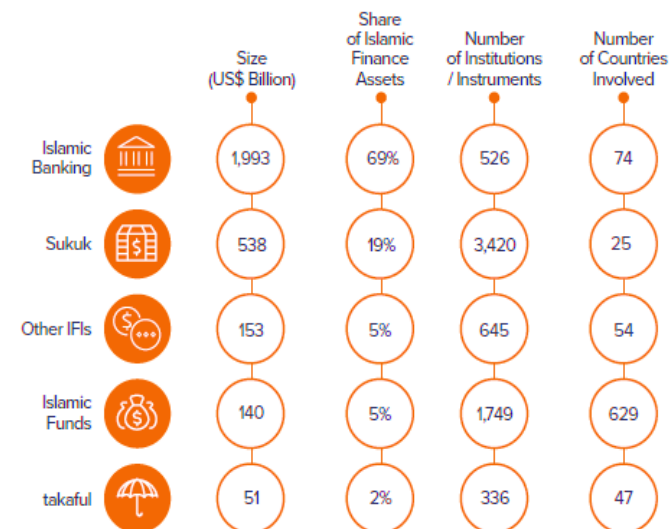 Size
(US$ Billion)
Share
of Islamic
Finance
Assets
Number
of Institutions
/ Instruments
Number
of Countries
Involved
Islamic
Banking
1,993
69%
526
74
Sukuk
$
538
19%
3,420
25
Other IFIs
$
153
5%
645
54
Islamic
Funds
$
140
5%
1,749
629
takaful
51
2%
336
47